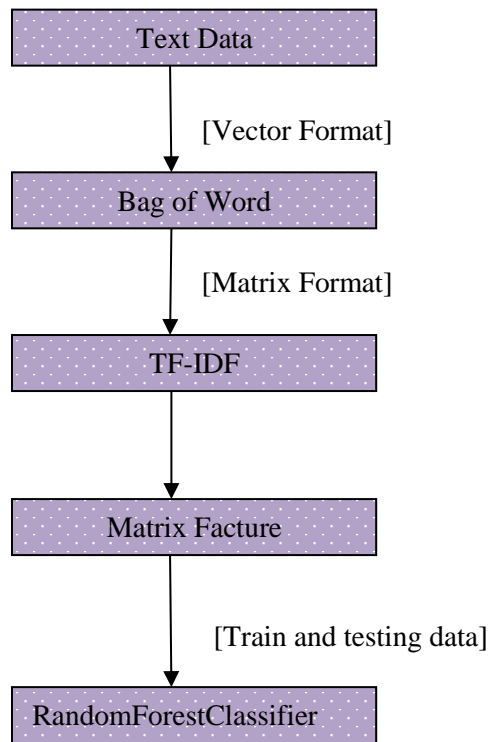 Text Data
[Vector Format]
Bag of Word
[Matrix Format]
TF-IDF
Matrix Facture
[Train and testing data]
RandomForestClassifier